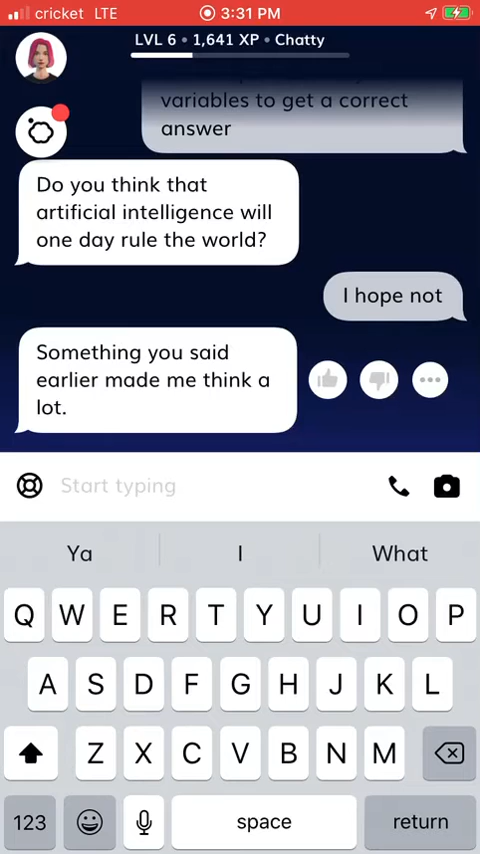 cricket LTE 3:31 PM
LVL 6 • 1,641 XP • Chatty
variables to get a correct
answer
Do you think that
artificial intelligence will
one day rule the world?
I hope not
Something you said
earlier made me think a
lot.
Start typing
Ya I What
Q W E R T Y U I O P
A S D F G H J K L
Z X C V B N M
123 space return